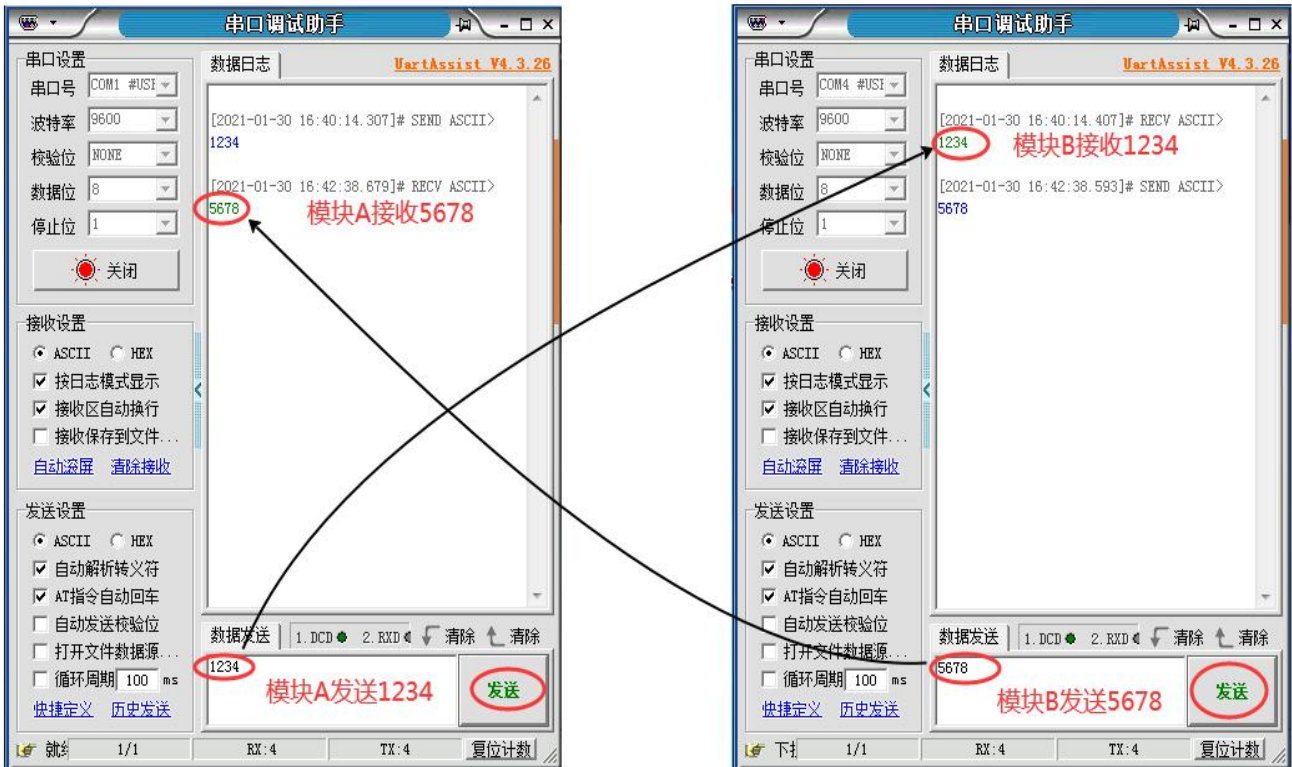 串口调试助手
串口设置
串口号 COM1 #USI
波特率 9600
校验位 NONE
数据位 8
停止位 1
关闭
接收设置
ASCII HEX
按日志模式显示
接收区自动换行
接收保存到文件...
自动滚屏 清除接收
发送设置
ASCII HEX
自动解析转义符
AT指令自动回车
自动发送校验位
打开文件数据源...
循环周期 100 ms
快捷定义 历史发送
数据日志 UartAssist V4.3.26
[2021-01-30 16:40:14.307]# SEND ASCII>
1234
[2021-01-30 16:42:38.679]# RECV ASCII>
5678 模块A接收5678
数据发送 1. DCD 2. RXD 清除 清除
1234
模块A发送1234
发送
1/1 RX:4 TX:4 复位计数
串口调试助手
串口设置
串口号 COM4 #USI
波特率 9600
校验位 NONE
数据位 8
停止位 1
关闭
接收设置
ASCII HEX
按日志模式显示
接收区自动换行
接收保存到文件...
自动滚屏 清除接收
发送设置
ASCII HEX
自动解析转义符
AT指令自动回车
自动发送校验位
打开文件数据源...
循环周期 100 ms
快捷定义 历史发送
数据日志 UartAssist V4.3.26
[2021-01-30 16:40:14.407]# RECV ASCII>
1234 模块B接收1234
[2021-01-30 16:42:38.593]# SEND ASCII>
5678
数据发送 1. DCD 2. RXD 清除 清除
5678
模块B发送5678
发送
1/1 RX:4 TX:4 复位计数